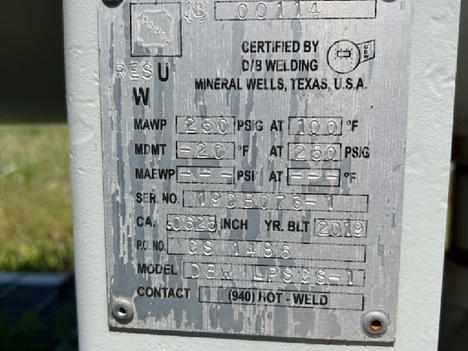 NB 00114
CERTIFIED BY
D/B WELDING
MINERAL WELLS, TEXAS, U.S.A.
RES U
W
MAWP 250 PSIG AT 100 °F
MDMT -20 °F AT 250 PSIG
MAEWP --- PSI AT --- °F
SER. NO. 19DB075-1
CA. .0625 INCH YR. BLT 2019
P.O. NO. CS 1486
MODEL DBW LPSCS-1
CONTACT (940) HOT - WELD